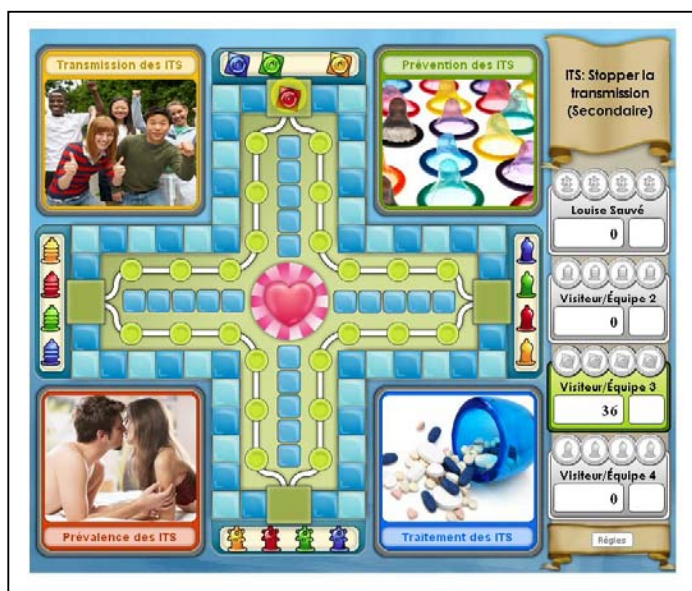 Transmission des ITS
Prévention des ITS
ITS: Stopper la
transmission
(Secondaire)
Louise Sauvé
0
Visiteur/Équipe 2
0
Visiteur/Équipe 3
36
Visiteur/Équipe 4
0
Prévalence des ITS
Traitement des ITS
Règles